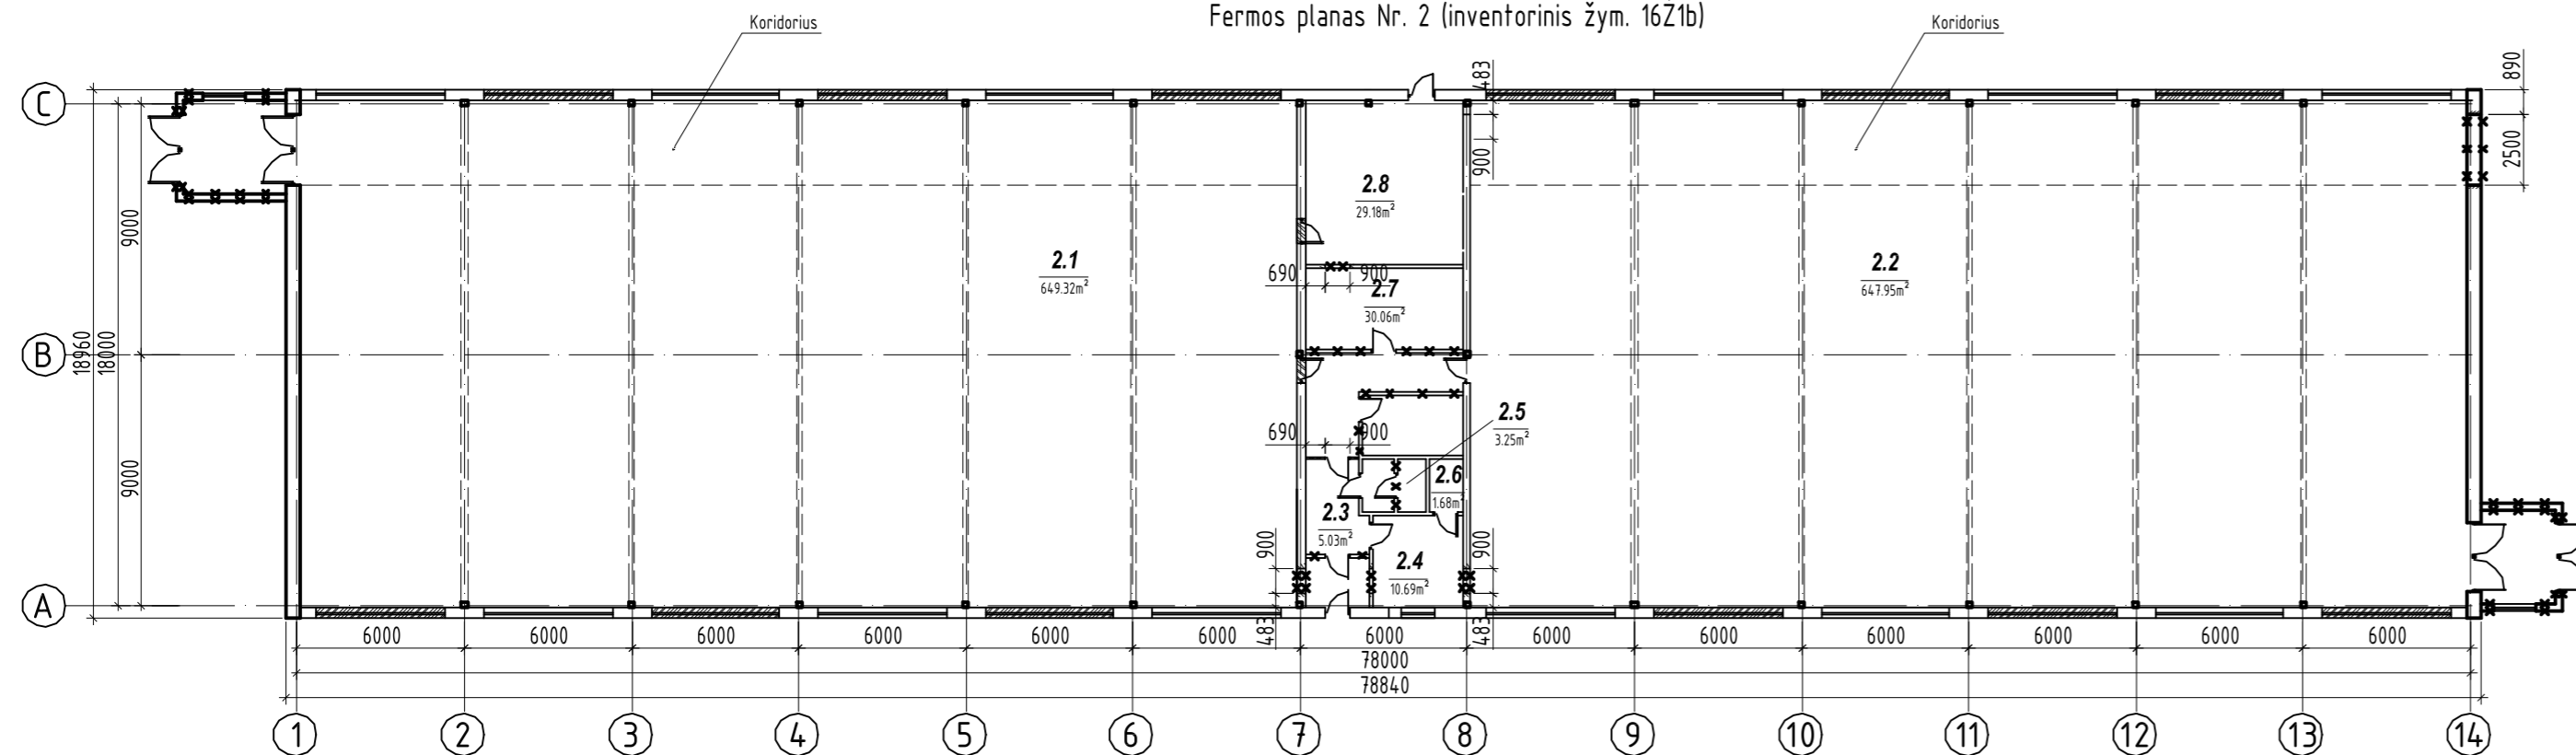 Fermos planas Nr. 2 (inventorinis žym. 16Z1b)
Koridorius
Koridorius
C
B
A
18960
18000
9000
9000
483
900
890
2500
2.8
29.18m²
2.1
649.32m²
2.2
647.95m²
690
900
2.7
30.06m²
690
900
2.5
3.25m²
2.6
1.68m²
2.3
5.03m²
2.4
10.69m²
900
900
483
483
6000 6000 6000 6000 6000 6000 6000 6000 6000 6000 6000 6000 6000
78000
78840
1 2 3 4 5 6 7 8 9 10 11 12 13 14